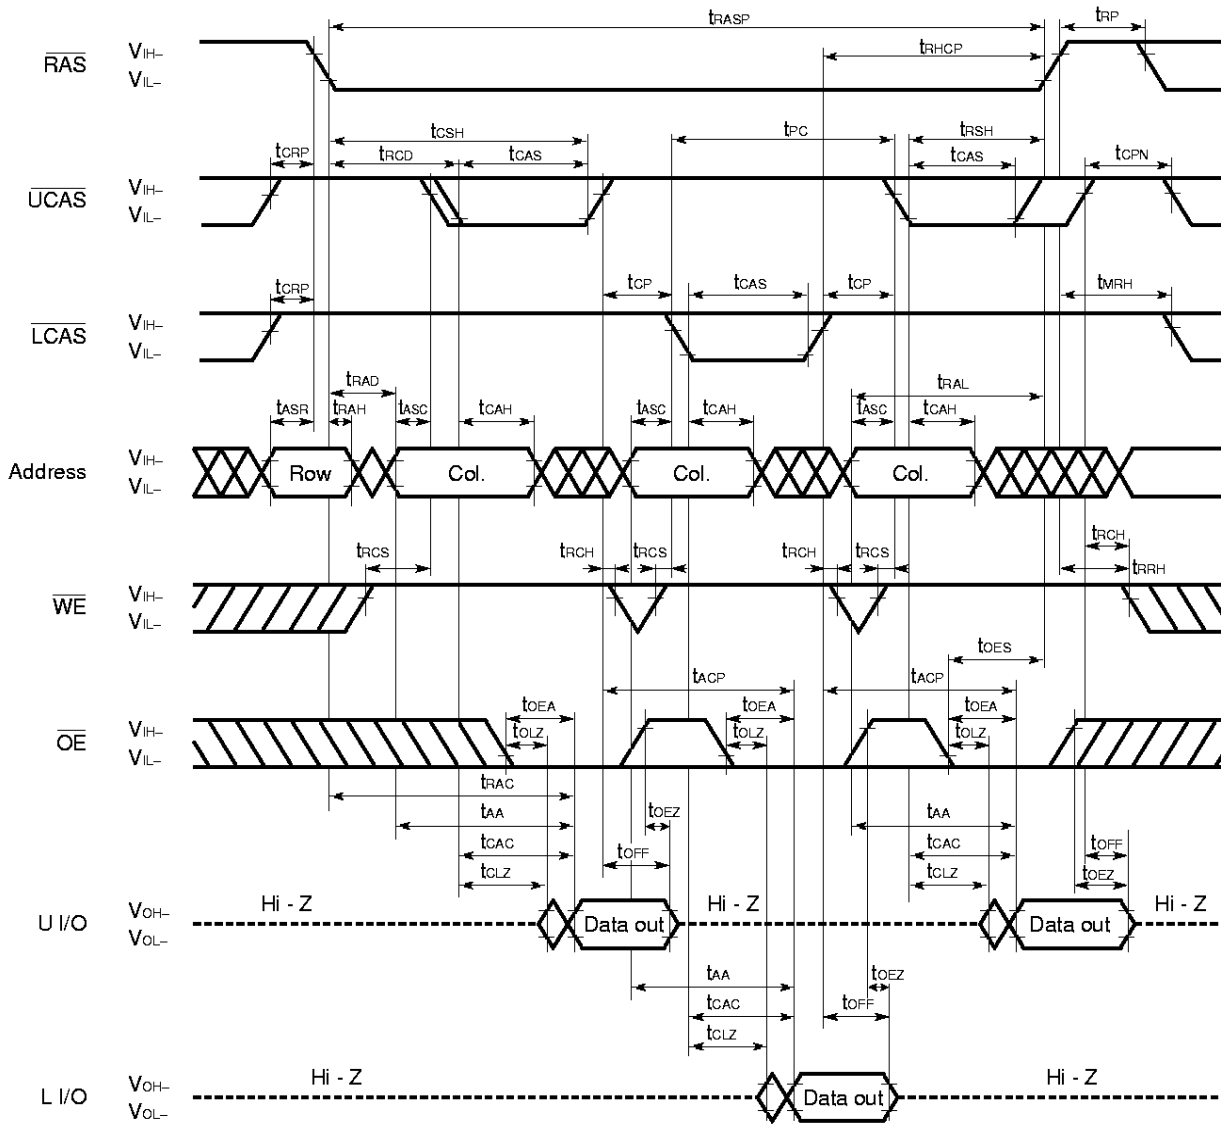 tRASP tRP
RAS VIH– tRHCP
VIL–
tCSH tPC tRSH
tCRP tRCD tCAS tCAS tCPN
UCAS VIH–
VIL–
tCRP tCP tCAS tCP tMRH
LCAS VIH–
VIL–
tRAD tRAL
tASR tRAH tASC tCAH tASC tCAH tASC tCAH
Address VIH– Row Col. Col. Col.
VIL–
tRCH
tRCS tRCH tRCS tRCH tRCS tRRH
WE VIH–
VIL–
tOES
tACP tACP
tOEA tOEA tOEA
OE VIH– tOLZ tOLZ tOLZ
VIL–
tRAC
tAA tOEZ tAA
tCAC tOFF tCAC tOFF
tCLZ tCLZ tOEZ
Hi - Z Hi - Z Hi - Z
U I/O VOH– Data out Data out
VOL–
tAA tOEZ
tCAC tOFF
tCLZ
Hi - Z Hi - Z
L I/O VOH– Data out
VOL–